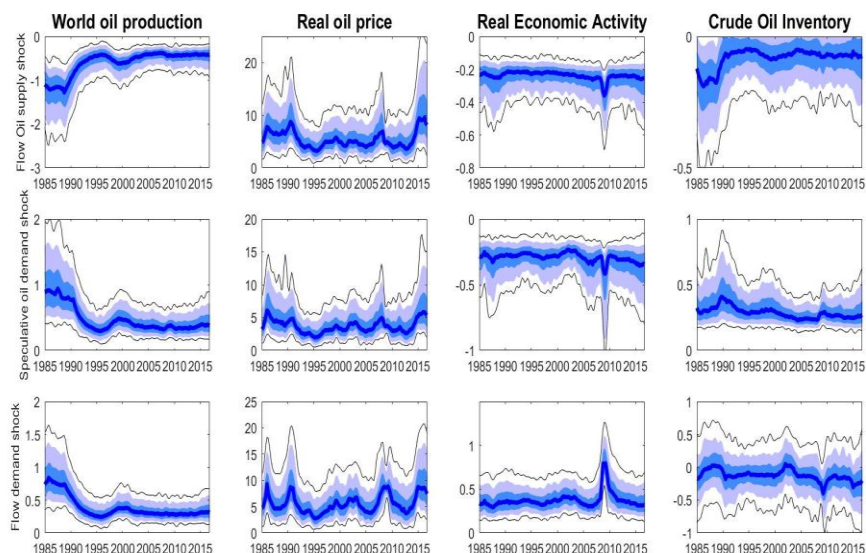 World oil production Real oil price Real Economic Activity Crude Oil Inventory
Flow Oil supply shock
0
-1
-2
-3
1985 1990 1995 2000 2005 2010 2015
20
10
0
1985 1990 1995 2000 2005 2010 2015
0
-0.2
-0.4
-0.6
-0.8
1985 1990 1995 2000 2005 2010 2015
0
-0.5
1985 1990 1995 2000 2005 2010 2015
Speculative oil demand shock
2
1
0
1985 1990 1995 2000 2005 2010 2015
20
15
10
5
0
1985 1990 1995 2000 2005 2010 2015
0
-0.5
-1
1985 1990 1995 2000 2005 2010 2015
1
0.5
0
1985 1990 1995 2000 2005 2010 2015
Flow demand shock
2
1.5
1
0.5
0
1985 1990 1995 2000 2005 2010 2015
25
20
15
10
5
0
1985 1990 1995 2000 2005 2010 2015
1
0.5
0
1985 1990 1995 2000 2005 2010 2015
1
0.5
0
-0.5
-1
1985 1990 1995 2000 2005 2010 2015